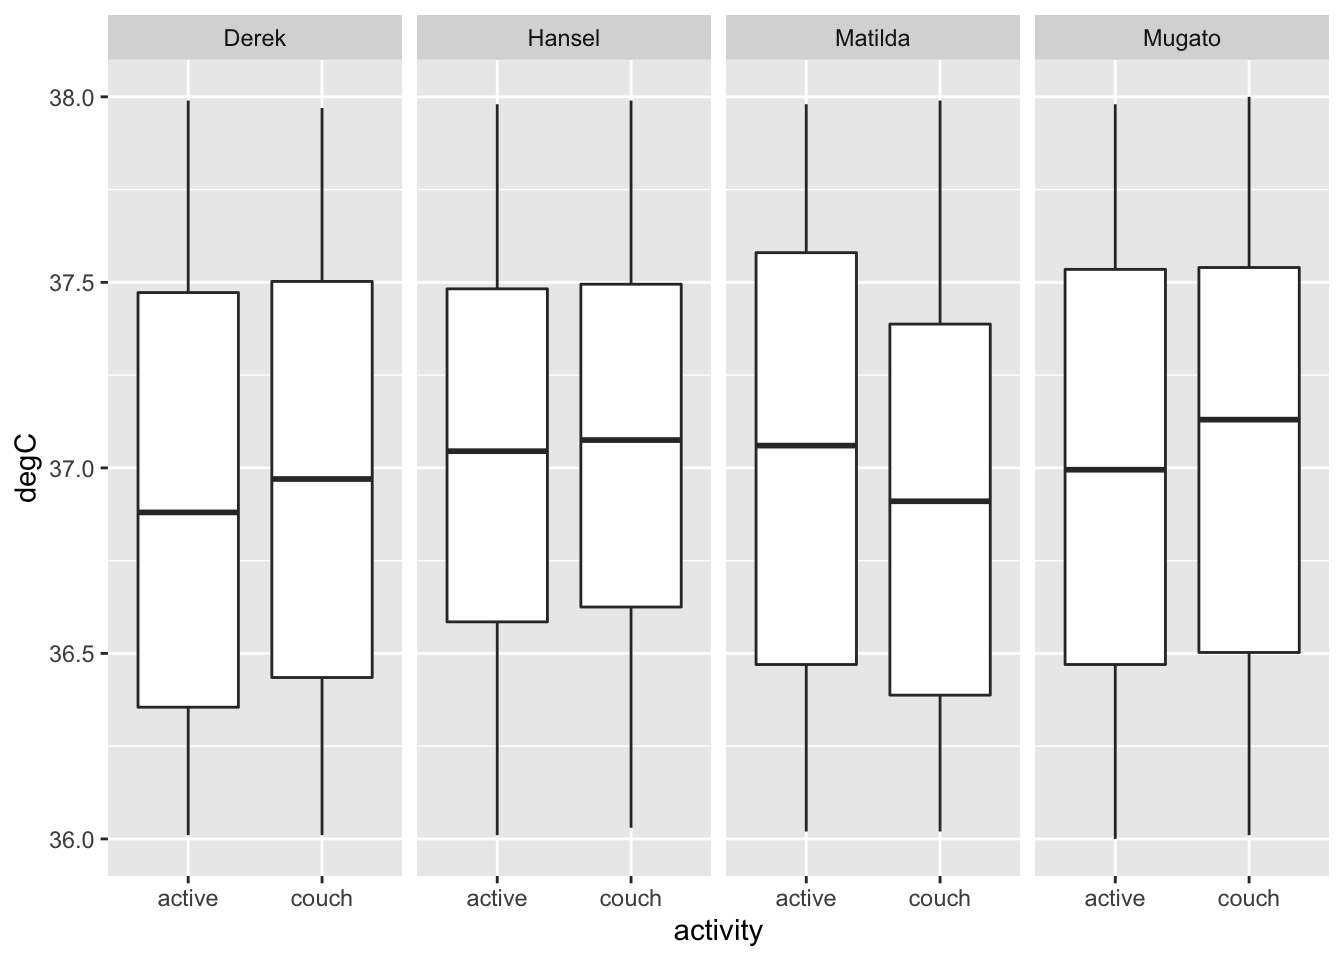 Derek Hansel Matilda Mugato
38.0
37.5
37.0
36.5
36.0
degC
active couch active couch active couch active couch
activity